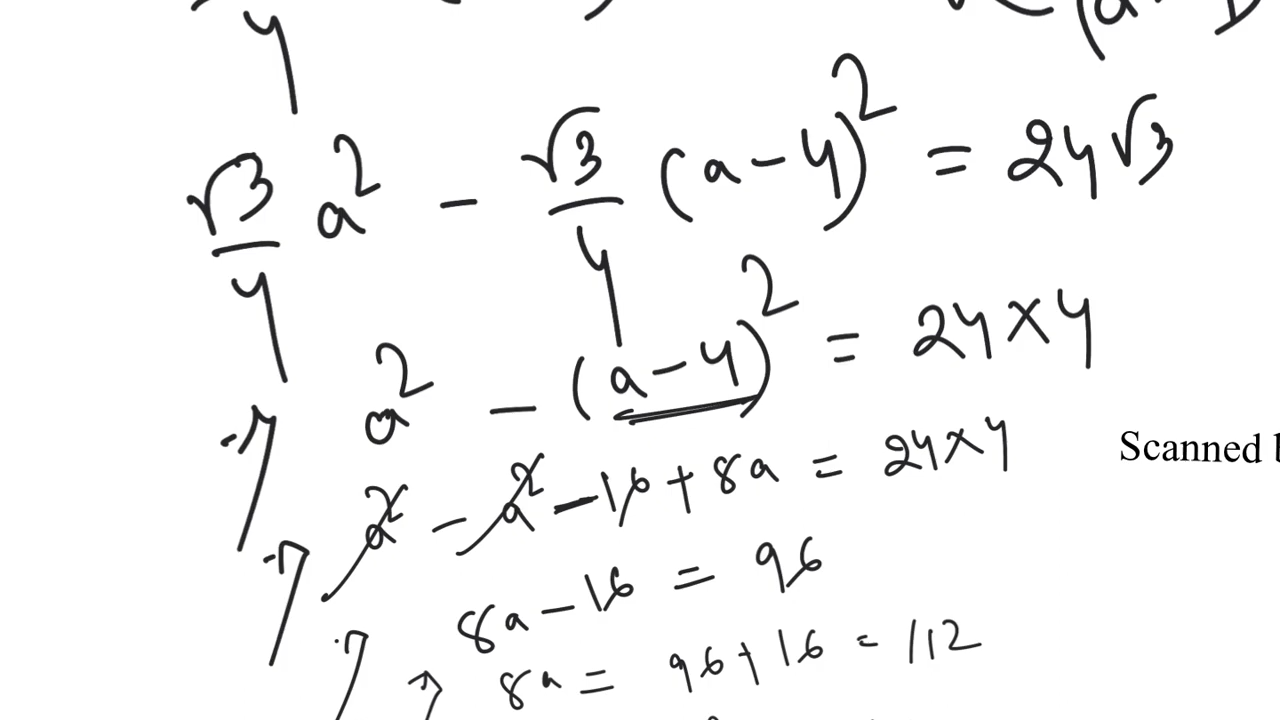 √3/4 a² - √3/4 (a-4)² = 24√3
∴ a² - (a-4)² = 24×4
∴ a² - a² - 16 + 8a = 24×4
∴ 8a - 16 = 96
8a = 96+16 = 112
Scanned